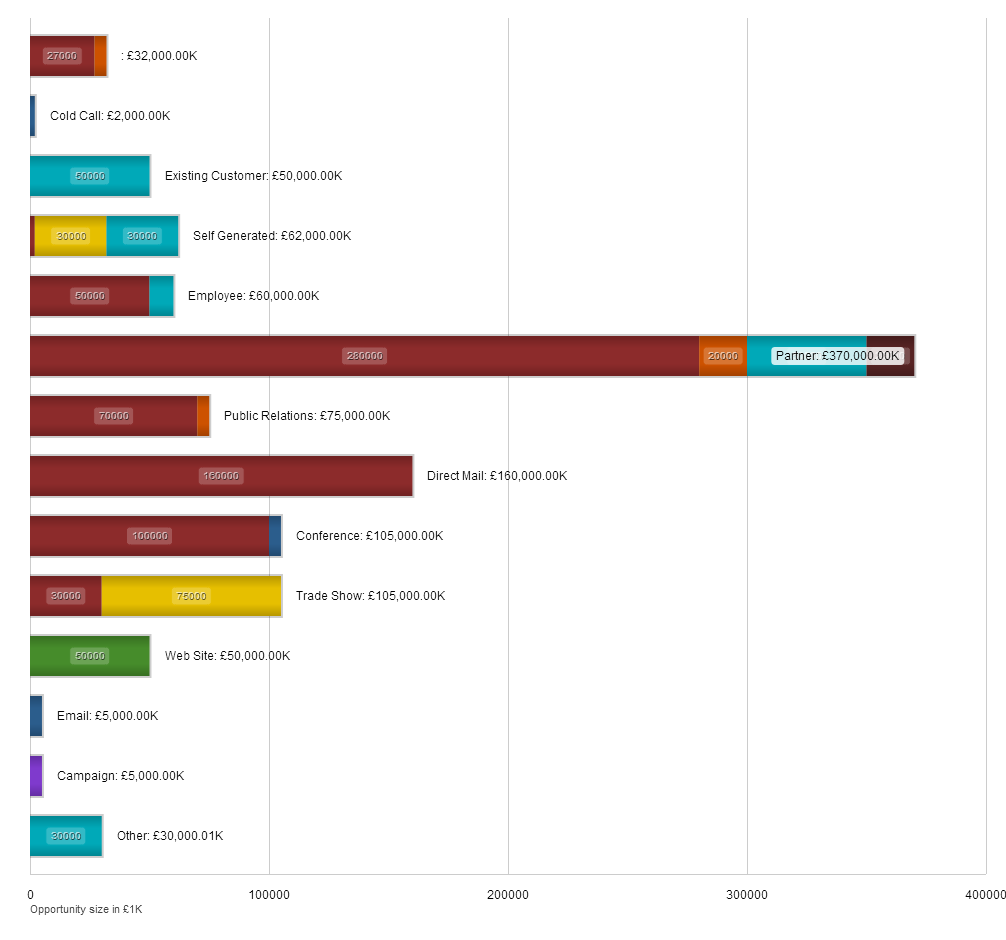 27000 : £32,000.00K
Cold Call: £2,000.00K
50000 Existing Customer: £50,000.00K
30000 30000 Self Generated: £62,000.00K
50000 Employee: £60,000.00K
280000 20000 Partner: £370,000.00K
70000 Public Relations: £75,000.00K
160000 Direct Mail: £160,000.00K
100000 Conference: £105,000.00K
30000 75000 Trade Show: £105,000.00K
50000 Web Site: £50,000.00K
Email: £5,000.00K
Campaign: £5,000.00K
30000 Other: £30,000.01K
0 100000 200000 300000 400000
Opportunity size in £1K